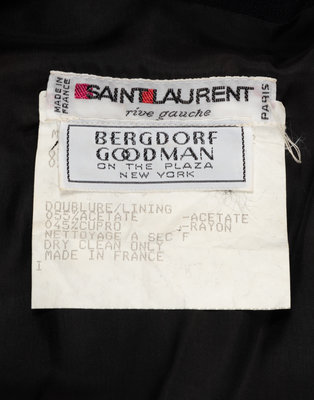 MADE IN
FRANCE
SAINT LAURENT
rive gauche
PARIS
BERGDORF
GOODMAN
ON THE PLAZA
NEW YORK
DOUBLURE/LINING
055%ACETATE -ACETATE
045%CUPRO -RAYON
NETTOYAGE A SEC F
DRY CLEAN ONLY
MADE IN FRANCE
I